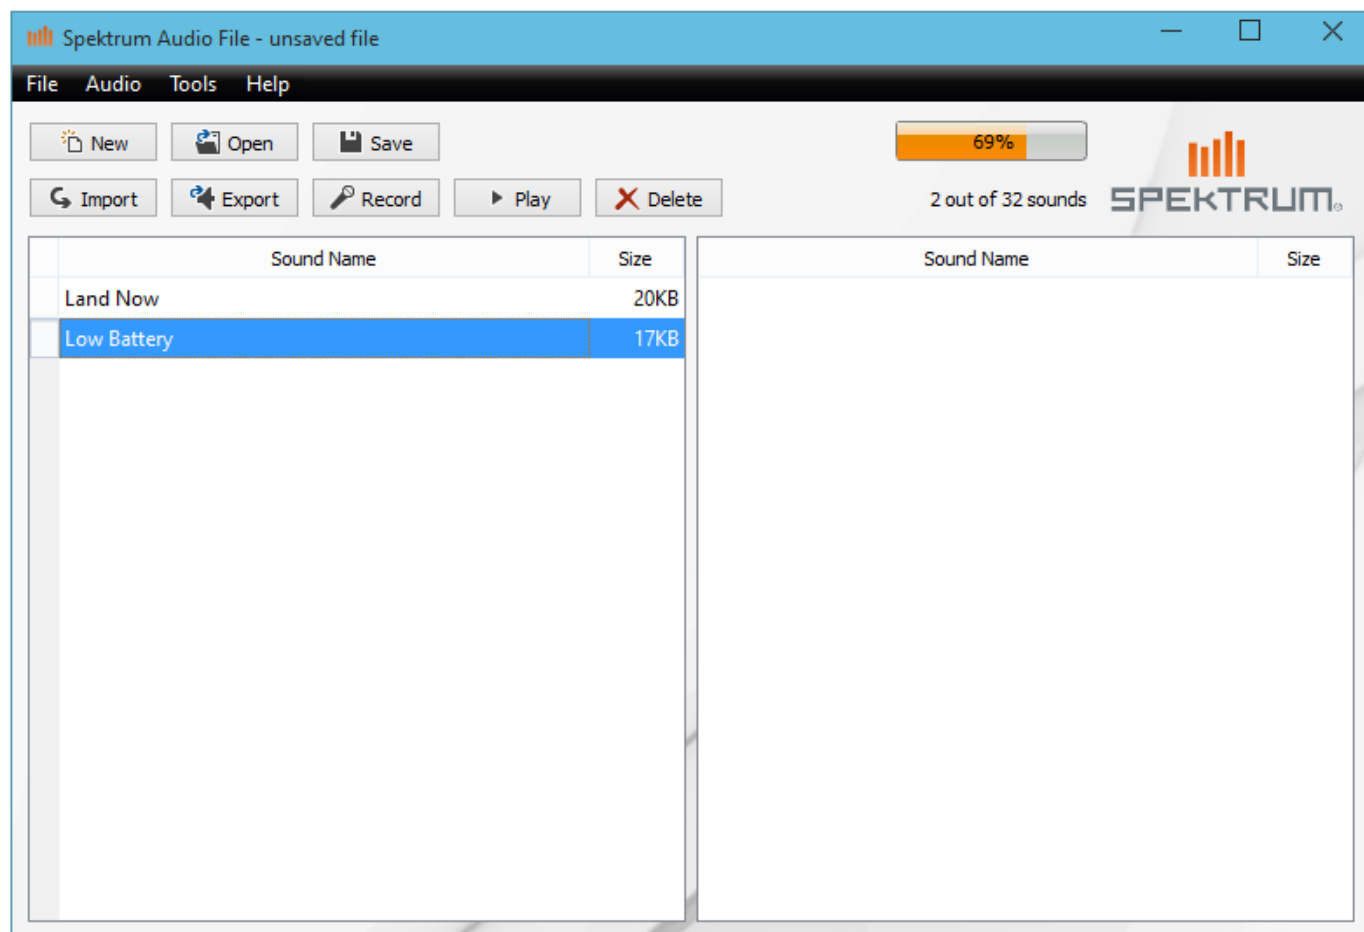 Spektrum Audio File - unsaved file
File Audio Tools Help
New Open Save 69%
Import Export Record Play Delete 2 out of 32 sounds SPEKTRUM®
Sound Name Size Sound Name Size
Land Now 20KB
Low Battery 17KB